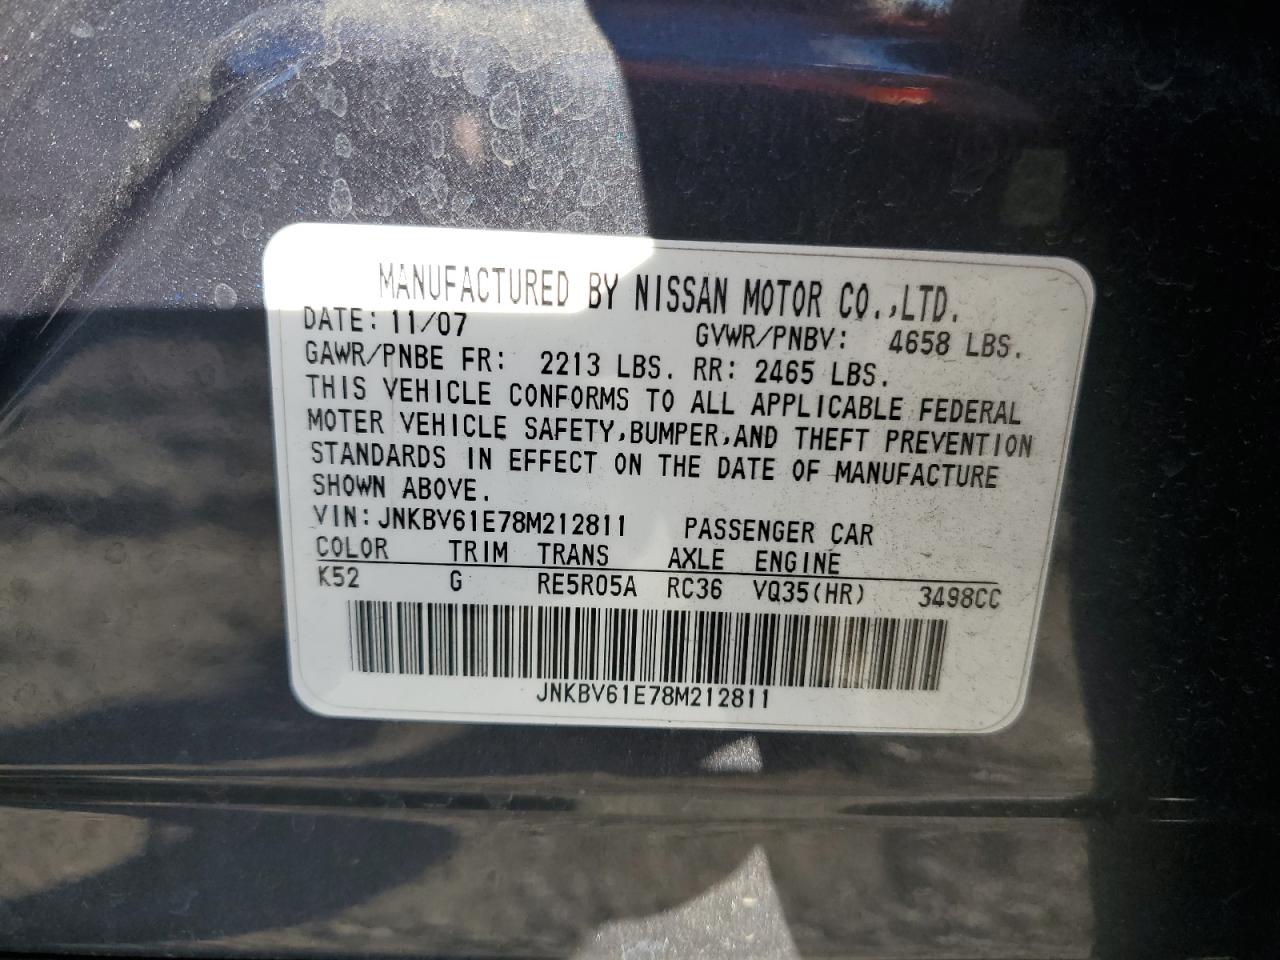 MANUFACTURED BY NISSAN MOTOR CO.,LTD.
DATE: 11/07 GVWR/PNBV: 4658 LBS.
GAWR/PNBE FR: 2213 LBS. RR: 2465 LBS.
THIS VEHICLE CONFORMS TO ALL APPLICABLE FEDERAL
MOTER VEHICLE SAFETY,BUMPER,AND THEFT PREVENTION
STANDARDS IN EFFECT ON THE DATE OF MANUFACTURE
SHOWN ABOVE.
VIN: JNKBV61E78M212811 PASSENGER CAR
COLOR TRIM TRANS AXLE ENGINE
K52 G RE5R05A RC36 VQ35(HR) 3498CC
JNKBV61E78M212811